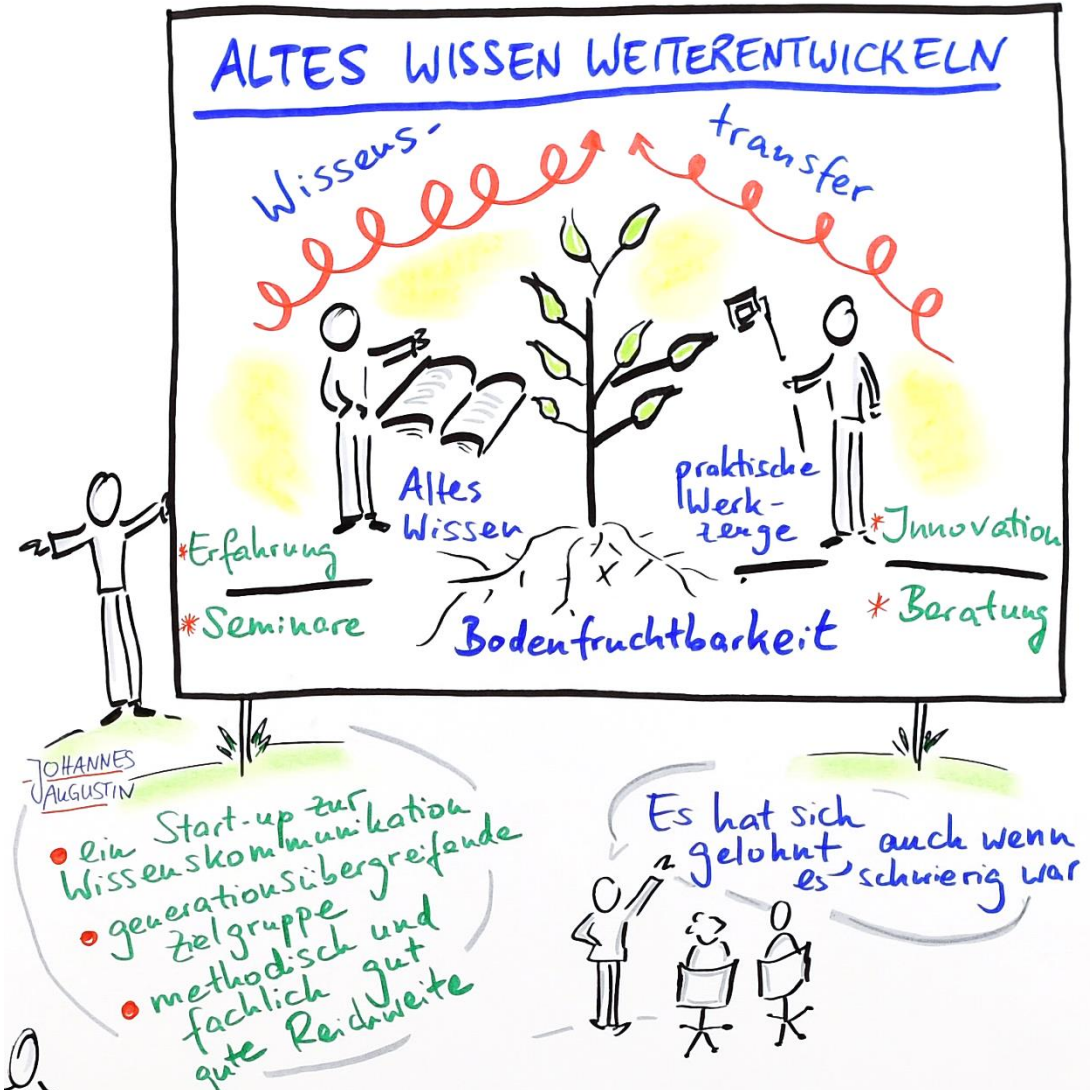 ALTES WISSEN WEITERENTWICKELN
Wissens-
transfer
Altes
Wissen
praktische
Werk-
zeuge
*Erfahrung
*Seminare
*Innovation
*Beratung
Bodenfruchtbarkeit
JOHANNES
AUGUSTIN
• ein Start-up zur
Wissenskommunikation
• generationsübergreifende
Zielgruppe
• methodisch und
fachlich gut
gute Reichweite
Es hat sich
gelohnt, auch wenn
es schwierig war